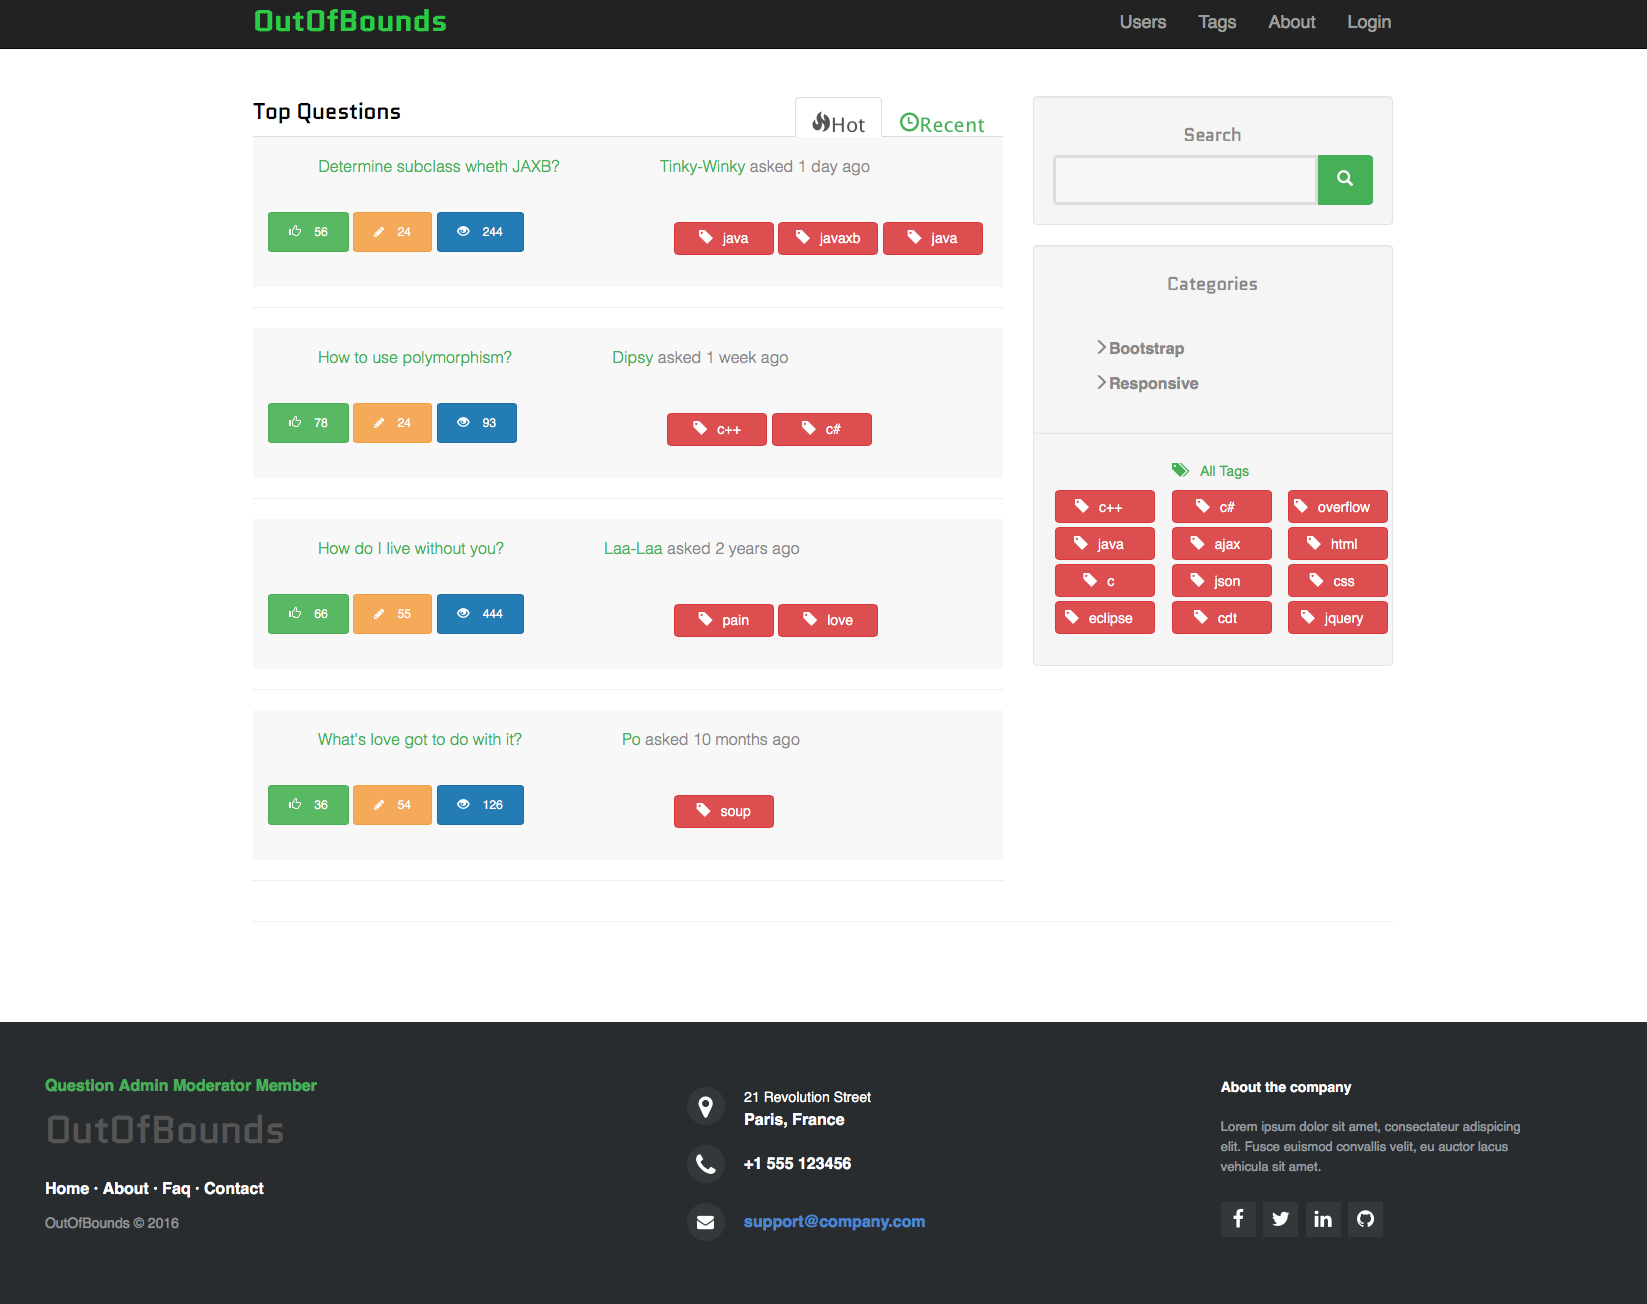 OutOfBounds
Users Tags About Login
Top Questions
Hot Recent
Determine subclass wheth JAXB? Tinky-Winky asked 1 day ago
56 24 244 java javaxb java
How to use polymorphism? Dipsy asked 1 week ago
78 24 93 c++ c#
How do I live without you? Laa-Laa asked 2 years ago
66 55 444 pain love
What's love got to do with it? Po asked 10 months ago
36 54 126 soup
Search
Categories
Bootstrap
Responsive
All Tags
c++ c# overflow
java ajax html
c json css
eclipse cdt jquery
Question Admin Moderator Member
OutOfBounds
Home · About · Faq · Contact
OutOfBounds © 2016
21 Revolution Street
Paris, France
+1 555 123456
support@company.com
About the company
Lorem ipsum dolor sit amet, consectateur adispicing
elit. Fusce euismod convallis velit, eu auctor lacus
vehicula sit amet.